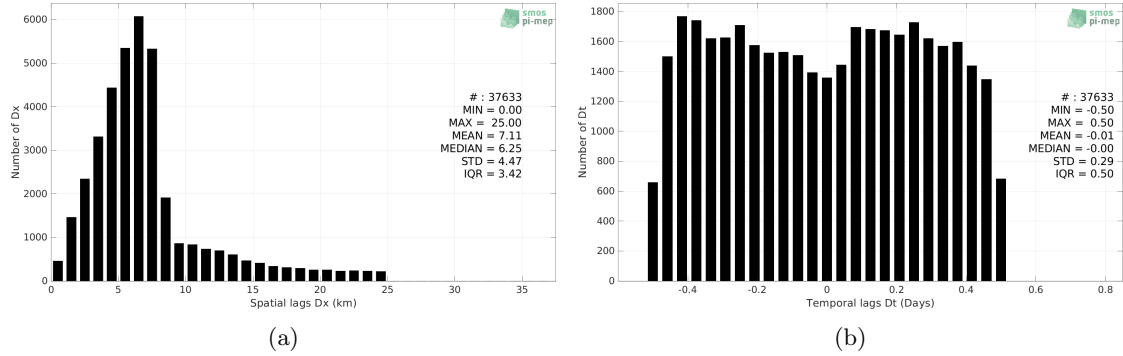 smos
pi-mep
6000
5000
4000
3000
2000
1000
0
Number of Dx
# : 37633
MIN = 0.00
MAX = 25.00
MEAN = 7.11
MEDIAN = 6.25
STD = 4.47
IQR = 3.42
0 5 10 15 20 25 30 35
Spatial lags Dx (km)
(a)
smos
pi-mep
1800
1600
1400
1200
1000
800
600
400
200
0
Number of Dt
# : 37633
MIN = -0.50
MAX = 0.50
MEAN = -0.01
MEDIAN = -0.00
STD = 0.29
IQR = 0.50
-0.4 -0.2 0 0.2 0.4 0.6 0.8
Temporal lags Dt (Days)
(b)